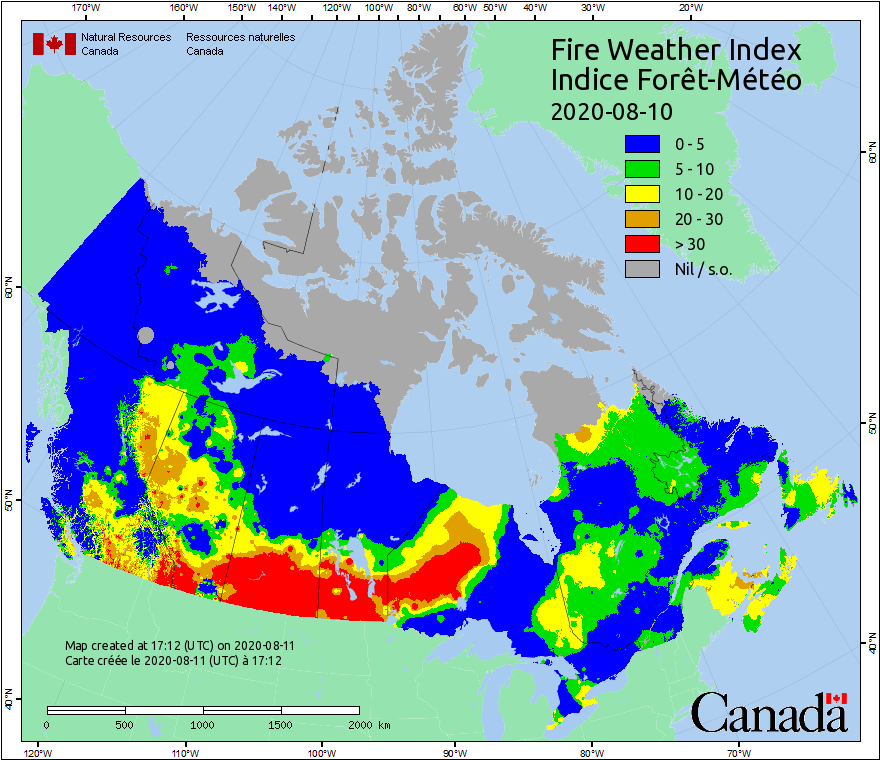 170°W 160°W 150°W 140°W 130°W 120°W 110°W 100°W 90°W 80°W 60°W 50°W 40°W 30°W 20°W
Natural Resources Ressources naturelles
Canada Canada
Fire Weather Index
Indice Forêt-Météo
2020-08-10
0 - 5
5 - 10
10 - 20
20 - 30
> 30
Nil / s.o.
60°N
60°N
50°N
50°N
40°N
40°N
Map created at 17:12 (UTC) on 2020-08-11
Carte créée le 2020-08-11 (UTC) à 17:12
0 500 1000 1500 2000 km
Canada
120°W 110°W 100°W 90°W 80°W 70°W